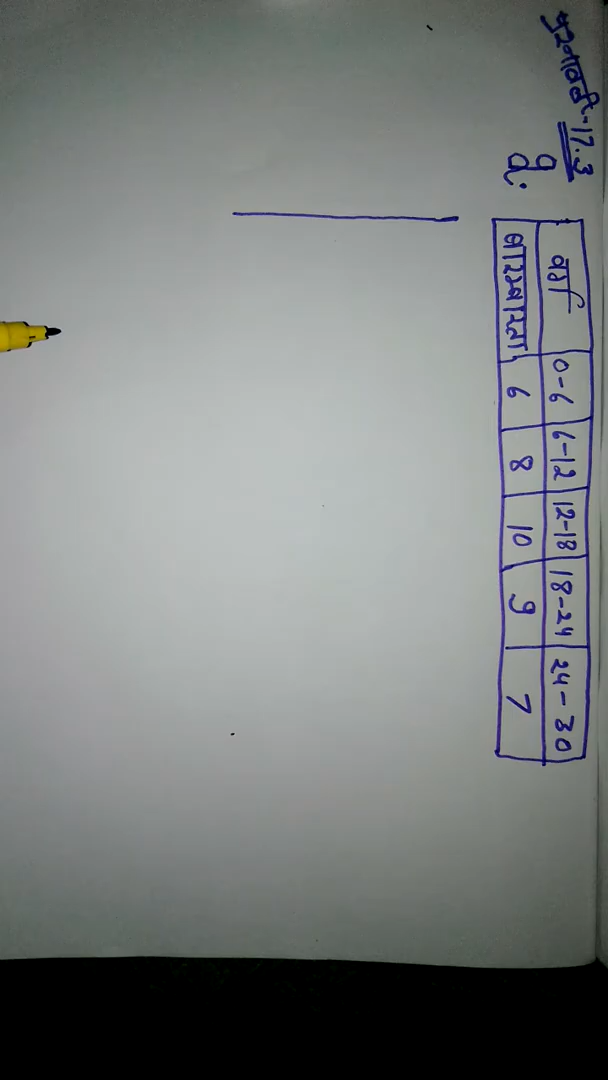 प्रश्नावली - 17.3
Q.
वर्ग 0-6 6-12 12-18 18-24 24-30
बारम्बारता 6 8 10 9 7